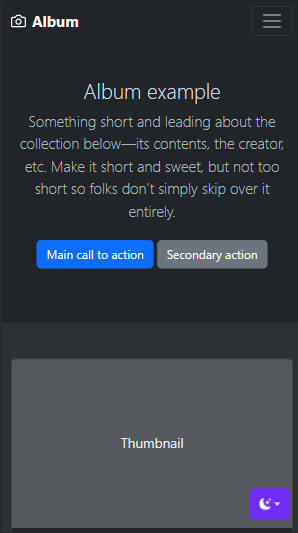 Album
Album example
Something short and leading about the
collection below—its contents, the creator,
etc. Make it short and sweet, but not too
short so folks don’t simply skip over it
entirely.
Main call to action
Secondary action
Thumbnail